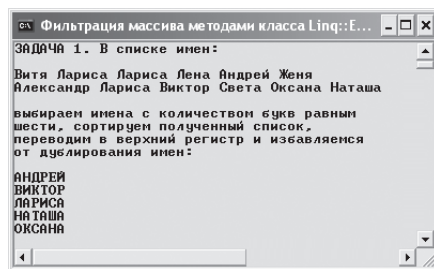 Фильтрация массива методами класса Linq::E...
ЗАДАЧА 1. В списке имен:
Витя Лариса Лариса Лена Андрей Женя
Александр Лариса Виктор Света Оксана Наташа
выбираем имена с количеством букв равным
шести, сортируем полученный список,
переводим в верхний регистр и избавляемся
от дублирования имен:
АНДРЕЙ
ВИКТОР
ЛАРИСА
НАТАША
ОКСАНА